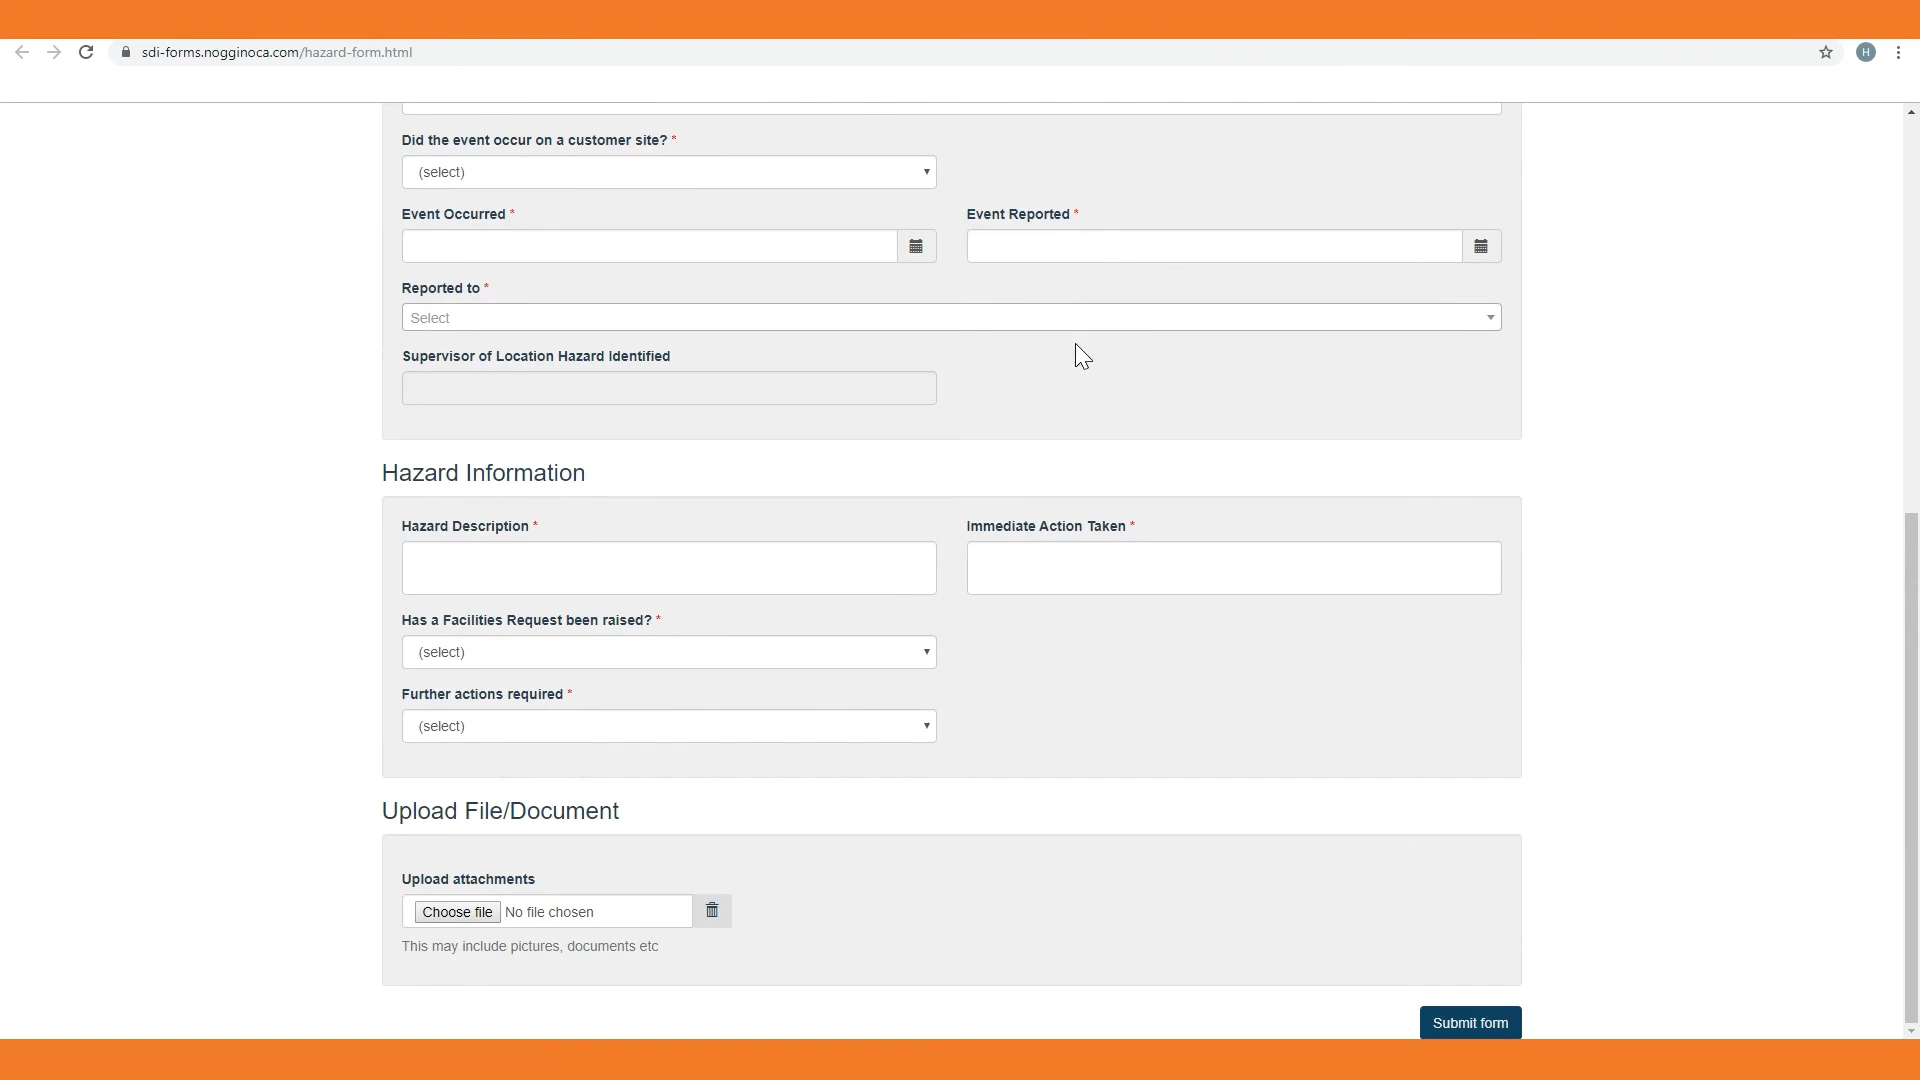 sdi-forms.nogginoca.com/hazard-form.html
H
Did the event occur on a customer site? *
(select)
Event Occurred * Event Reported *
Reported to *
Select
Supervisor of Location Hazard Identified
Hazard Information
Hazard Description * Immediate Action Taken *
Has a Facilities Request been raised? *
(select)
Further actions required *
(select)
Upload File/Document
Upload attachments
Choose file No file chosen
This may include pictures, documents etc
Submit form